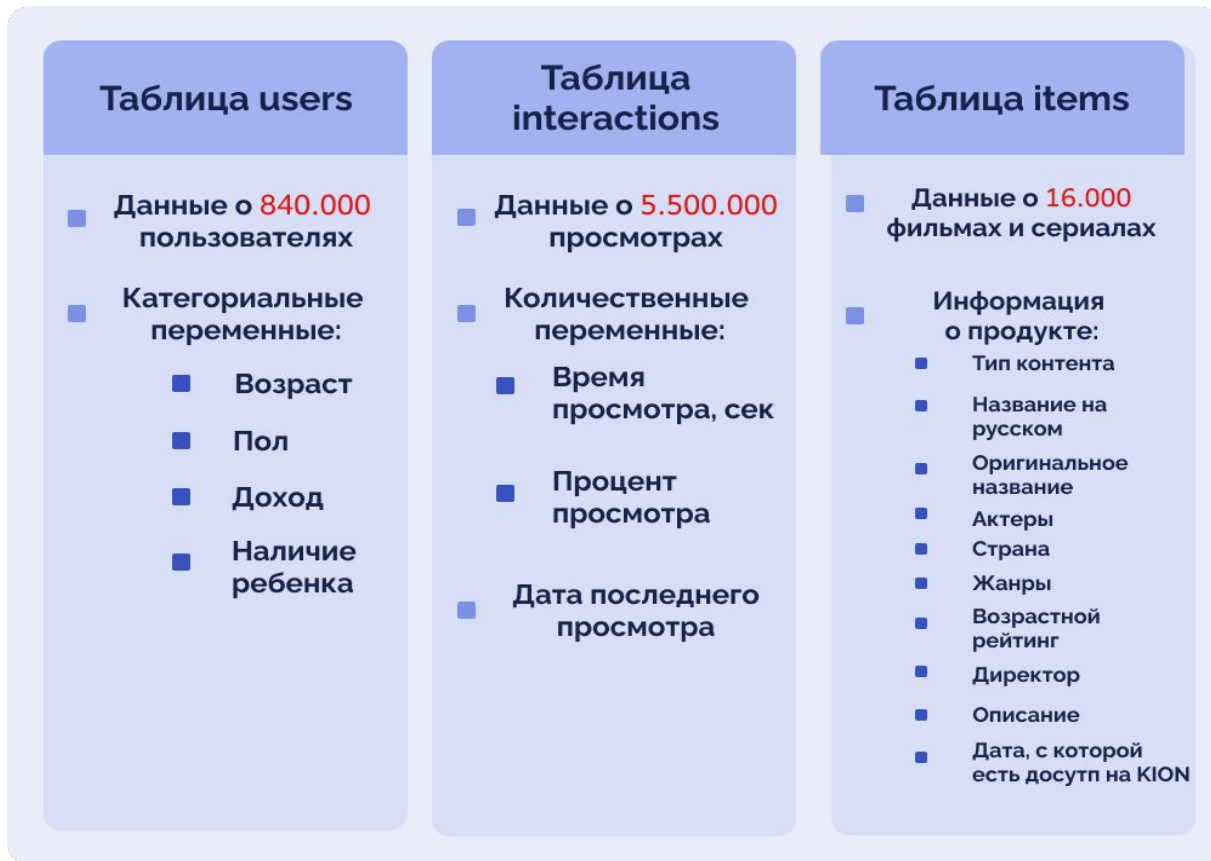 Таблица users
Данные о 840.000
пользователях
Категориальные
переменные:
Возраст
Пол
Доход
Наличие
ребенка
Таблица
interactions
Данные о 5.500.000
просмотрах
Количественные
переменные:
Время
просмотра, сек
Процент
просмотра
Дата последнего
просмотра
Таблица items
Данные о 16.000
фильмах и сериалах
Информация
о продукте:
Тип контента
Название на
русском
Оригинальное
название
Актеры
Страна
Жанры
Возрастной
рейтинг
Директор
Описание
Дата, с которой
есть досутп на KION